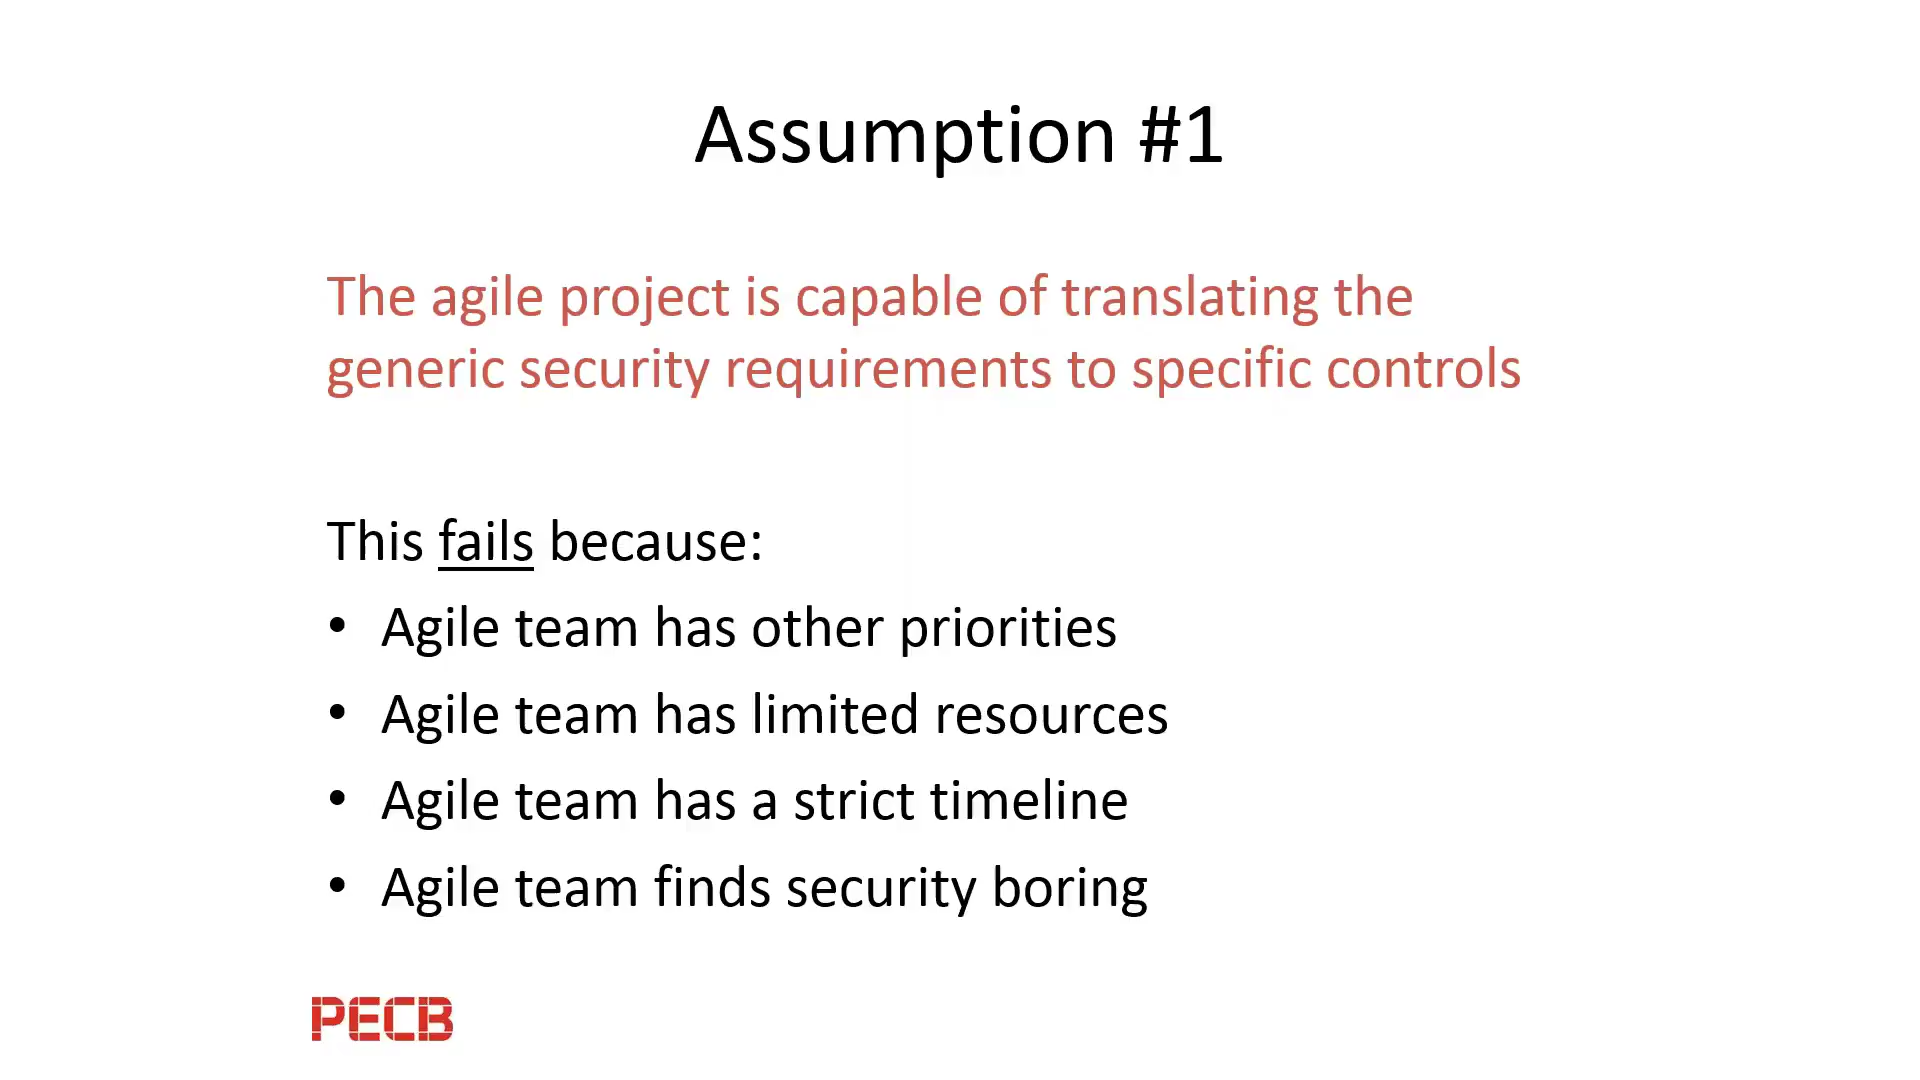 Assumption #1
The agile project is capable of translating the
generic security requirements to specific controls
This fails because:
• Agile team has other priorities
• Agile team has limited resources
• Agile team has a strict timeline
• Agile team finds security boring
PECB